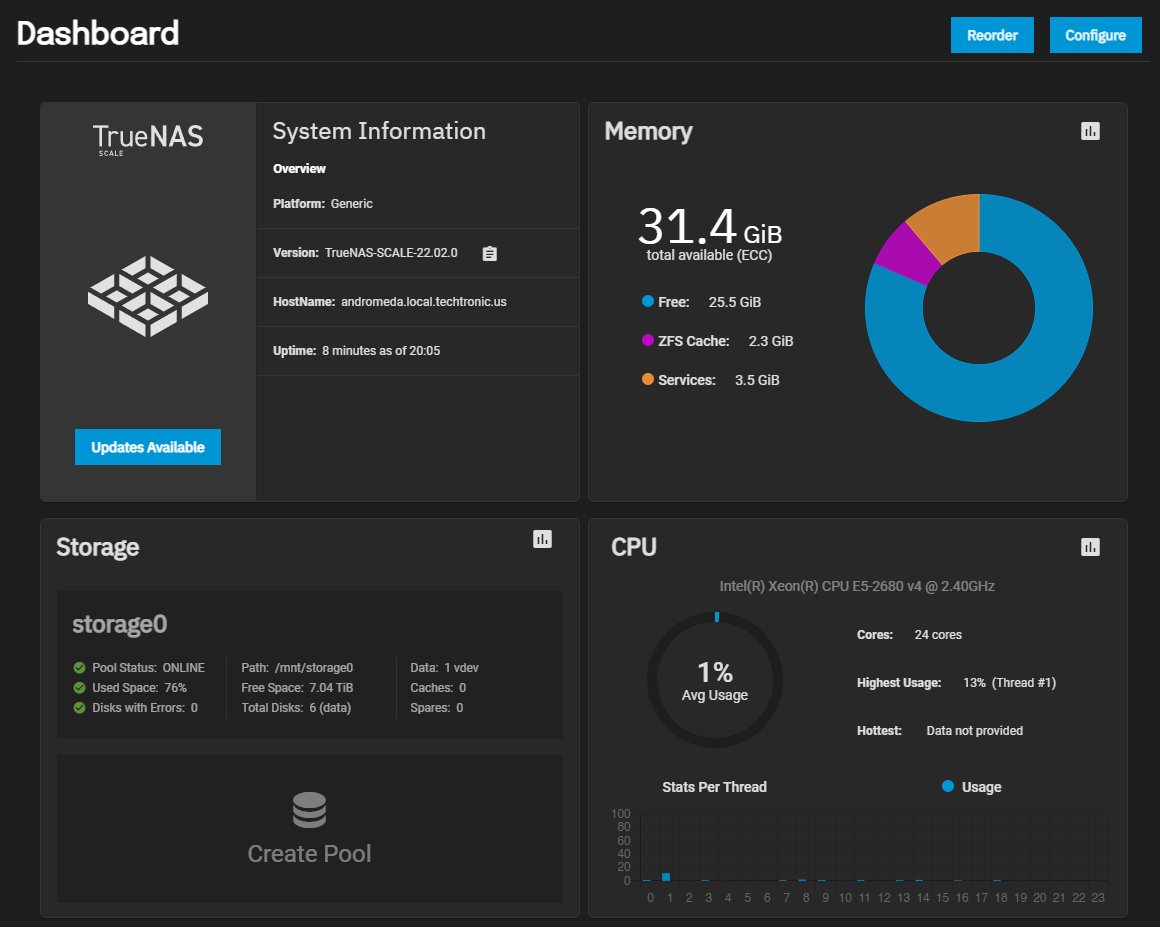 Dashboard
Reorder
Configure
TrueNAS
SCALE
Updates Available
System Information
Overview
Platform: Generic
Version: TrueNAS-SCALE-22.02.0
HostName: andromeda.local.techtronic.us
Uptime: 8 minutes as of 20:05
Memory
31.4 GiB
total available (ECC)
Free: 25.5 GiB
ZFS Cache: 2.3 GiB
Services: 3.5 GiB
Storage
storage0
Pool Status: ONLINE
Used Space: 76%
Disks with Errors: 0
Path: /mnt/storage0
Free Space: 7.04 TiB
Total Disks: 6 (data)
Data: 1 vdev
Caches: 0
Spares: 0
Create Pool
CPU
Intel(R) Xeon(R) CPU E5-2680 v4 @ 2.40GHz
1%
Avg Usage
Cores: 24 cores
Highest Usage: 13% (Thread #1)
Hottest: Data not provided
Stats Per Thread
Usage
100
80
60
40
20
0
0 1 2 3 4 5 6 7 8 9 10 11 12 13 14 15 16 17 18 19 20 21 22 23